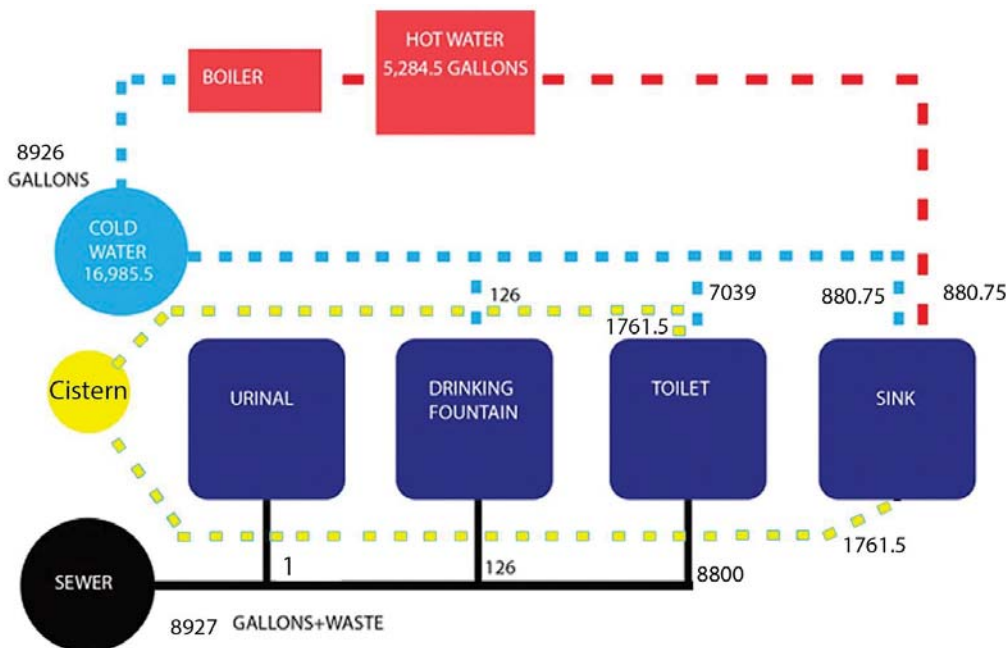 HOT WATER
5,284.5 GALLONS
BOILER
8926
GALLONS
COLD
WATER
16,985.5
126
7039
880.75
880.75
1761.5
Cistern
URINAL
DRINKING
FOUNTAIN
TOILET
SINK
1761.5
SEWER
1
126
8800
8927 GALLONS+WASTE